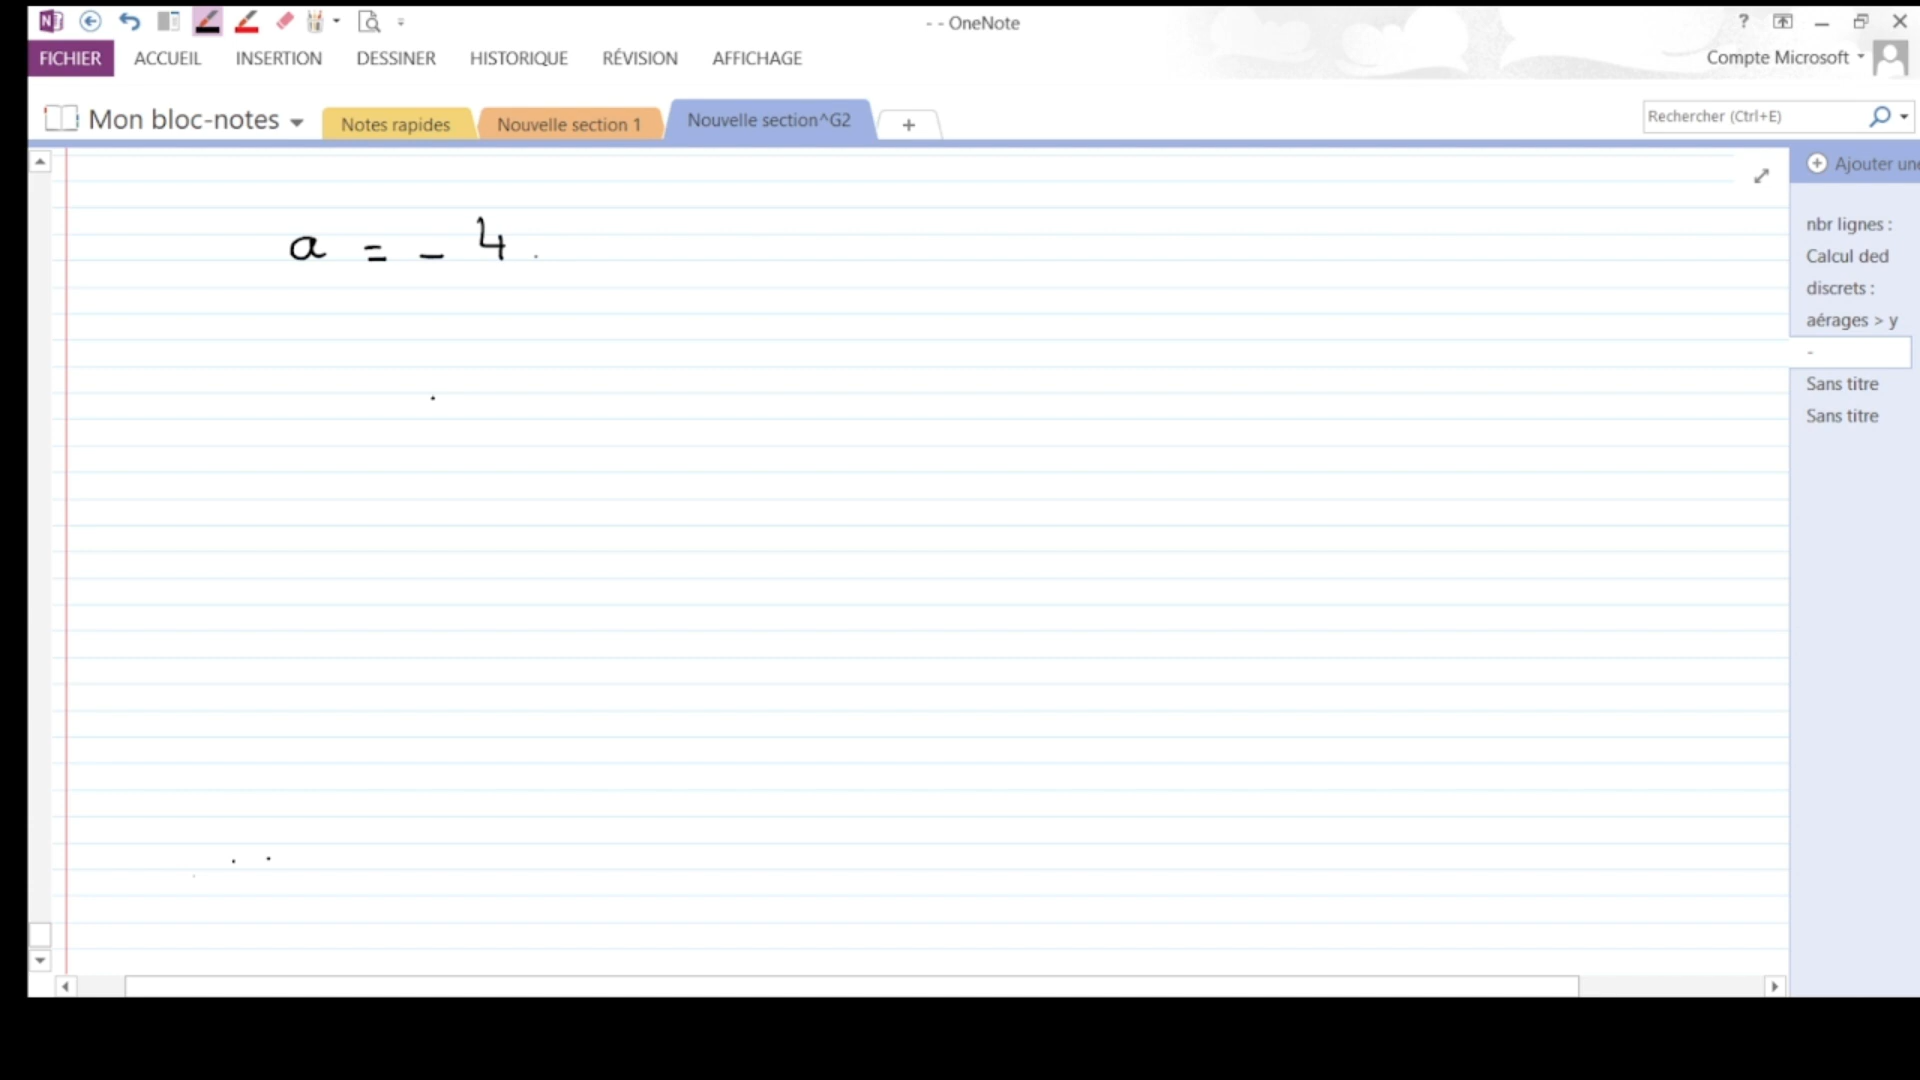 - - OneNote
?
FICHIER ACCUEIL INSERTION DESSINER HISTORIQUE RÉVISION AFFICHAGE
Compte Microsoft
Mon bloc-notes
Notes rapides
Nouvelle section 1
Nouvelle section^G2
+
Rechercher (Ctrl+E)
Ajouter une
a = - 4
nbr lignes :
Calcul ded
discrets :
aérages > y
-
Sans titre
Sans titre